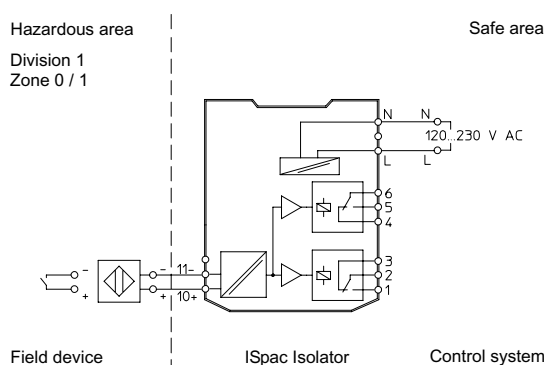 Hazardous area
Safe area
Division 1
Zone 0 / 1
N N
120...230 V AC
L L
6
5
4
3
2
1
- - 11-
+ + 10+
Field device
ISpac Isolator
Control system